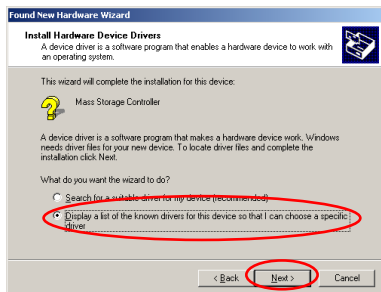 Found New Hardware Wizard
Install Hardware Device Drivers
A device driver is a software program that enables a hardware device to work with
an operating system.
This wizard will complete the installation for this device:
Mass Storage Controller
A device driver is a software program that makes a hardware device work. Windows
needs driver files for your new device. To locate driver files and complete the
installation click Next.
What do you want the wizard to do?
Search for a suitable driver for my device (recommended)
Display a list of the known drivers for this device so that I can choose a specific
driver
< Back
Next >
Cancel